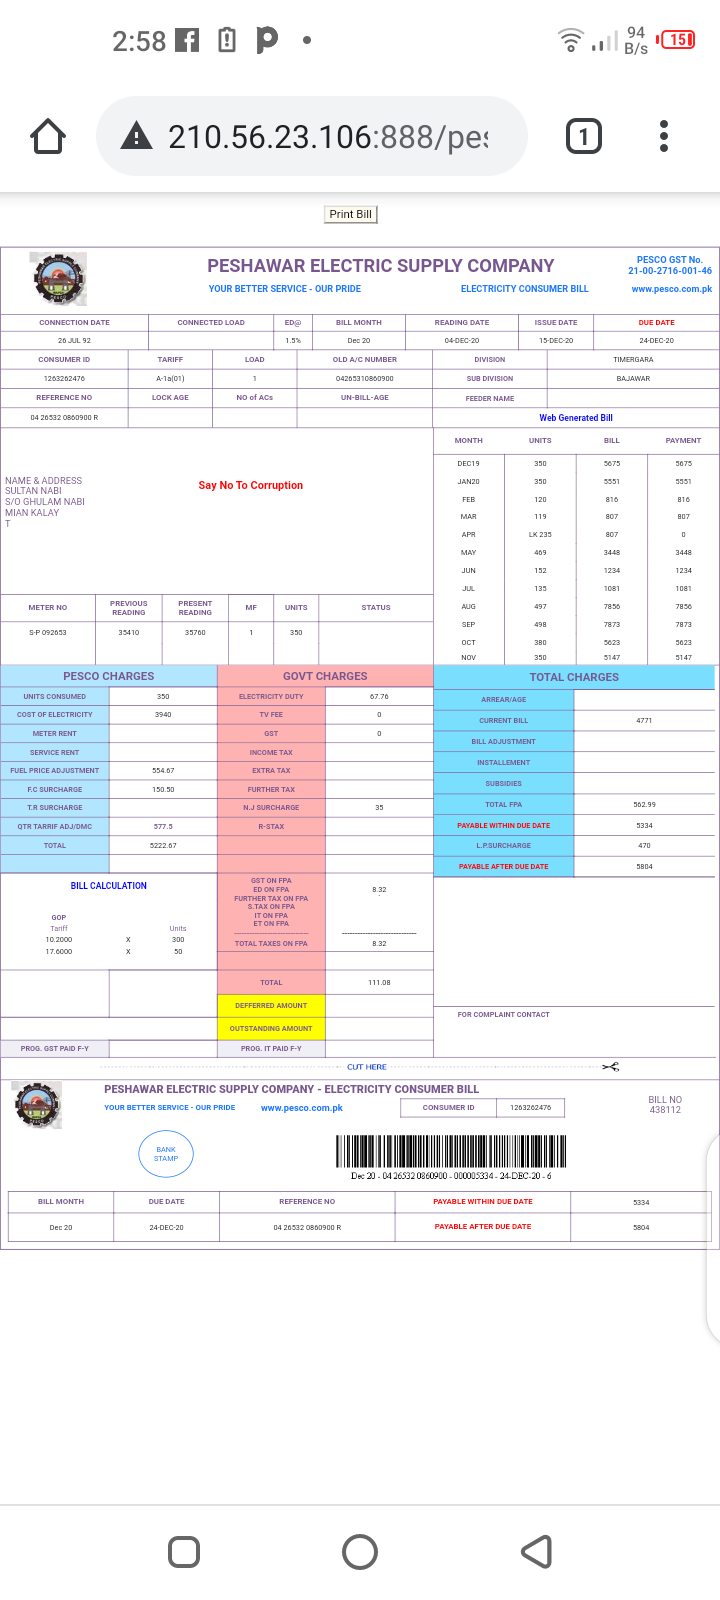 2:58
94
B/s
15
210.56.23.106:888/pes
1
Print Bill
PESHAWAR ELECTRIC SUPPLY COMPANY
YOUR BETTER SERVICE - OUR PRIDE
ELECTRICITY CONSUMER BILL
PESCO GST No.
21-00-2716-001-46
www.pesco.com.pk
CONNECTION DATE CONNECTED LOAD ED@ BILL MONTH READING DATE ISSUE DATE DUE DATE
26 JUL 92 1.5% Dec 20 04-DEC-20 15-DEC-20 24-DEC-20
CONSUMER ID TARIFF LOAD OLD A/C NUMBER DIVISION TIMERGARA
1263262476 A-1a(01) 1 04265310860900 SUB DIVISION BAJAWAR
REFERENCE NO LOCK AGE NO of ACs UN-BILL-AGE FEEDER NAME
04 26532 0860900 R Web Generated Bill
NAME & ADDRESS
SULTAN NABI
S/O GHULAM NABI
MIAN KALAY
T
Say No To Corruption
MONTH UNITS BILL PAYMENT
DEC19 350 5675 5675
JAN20 350 5551 5551
FEB 120 816 816
MAR 119 807 807
APR LK 235 807 0
MAY 469 3448 3448
JUN 152 1234 1234
JUL 135 1081 1081
AUG 497 7856 7856
SEP 498 7873 7873
OCT 380 5623 5623
NOV 350 5147 5147
METER NO PREVIOUS READING PRESENT READING MF UNITS STATUS
S-P 092653 35410 35760 1 350
PESCO CHARGES
UNITS CONSUMED 350
COST OF ELECTRICITY 3940
METER RENT
SERVICE RENT
FUEL PRICE ADJUSTMENT 554.67
F.C SURCHARGE 150.50
T.R SURCHARGE
QTR TARRIF ADJ/DMC 577.5
TOTAL 5222.67
GOVT CHARGES
ELECTRICITY DUTY 67.76
TV FEE 0
GST 0
INCOME TAX
EXTRA TAX
FURTHER TAX
N.J SURCHARGE 35
R-STAX
GST ON FPA
ED ON FPA 8.32
FURTHER TAX ON FPA
S.TAX ON FPA
IT ON FPA
ET ON FPA
TOTAL TAXES ON FPA 8.32
TOTAL 111.08
DEFFERRED AMOUNT
OUTSTANDING AMOUNT
PROG. IT PAID F-Y
TOTAL CHARGES
ARREAR/AGE
CURRENT BILL 4771
BILL ADJUSTMENT
INSTALLEMENT
SUBSIDIES
TOTAL FPA 562.99
PAYABLE WITHIN DUE DATE 5334
L.P.SURCHARGE 470
PAYABLE AFTER DUE DATE 5804
BILL CALCULATION
GOP
Tariff Units
10.2000 X 300
17.6000 X 50
PROG. GST PAID F-Y
FOR COMPLAINT CONTACT
CUT HERE
PESHAWAR ELECTRIC SUPPLY COMPANY - ELECTRICITY CONSUMER BILL
YOUR BETTER SERVICE - OUR PRIDE www.pesco.com.pk
CONSUMER ID 1263262476
BILL NO
438112
BANK
STAMP
Dec 20 - 04 26532 0860900 - 000005334 - 24-DEC-20 - 6
BILL MONTH DUE DATE REFERENCE NO PAYABLE WITHIN DUE DATE 5334
Dec 20 24-DEC-20 04 26532 0860900 R PAYABLE AFTER DUE DATE 5804